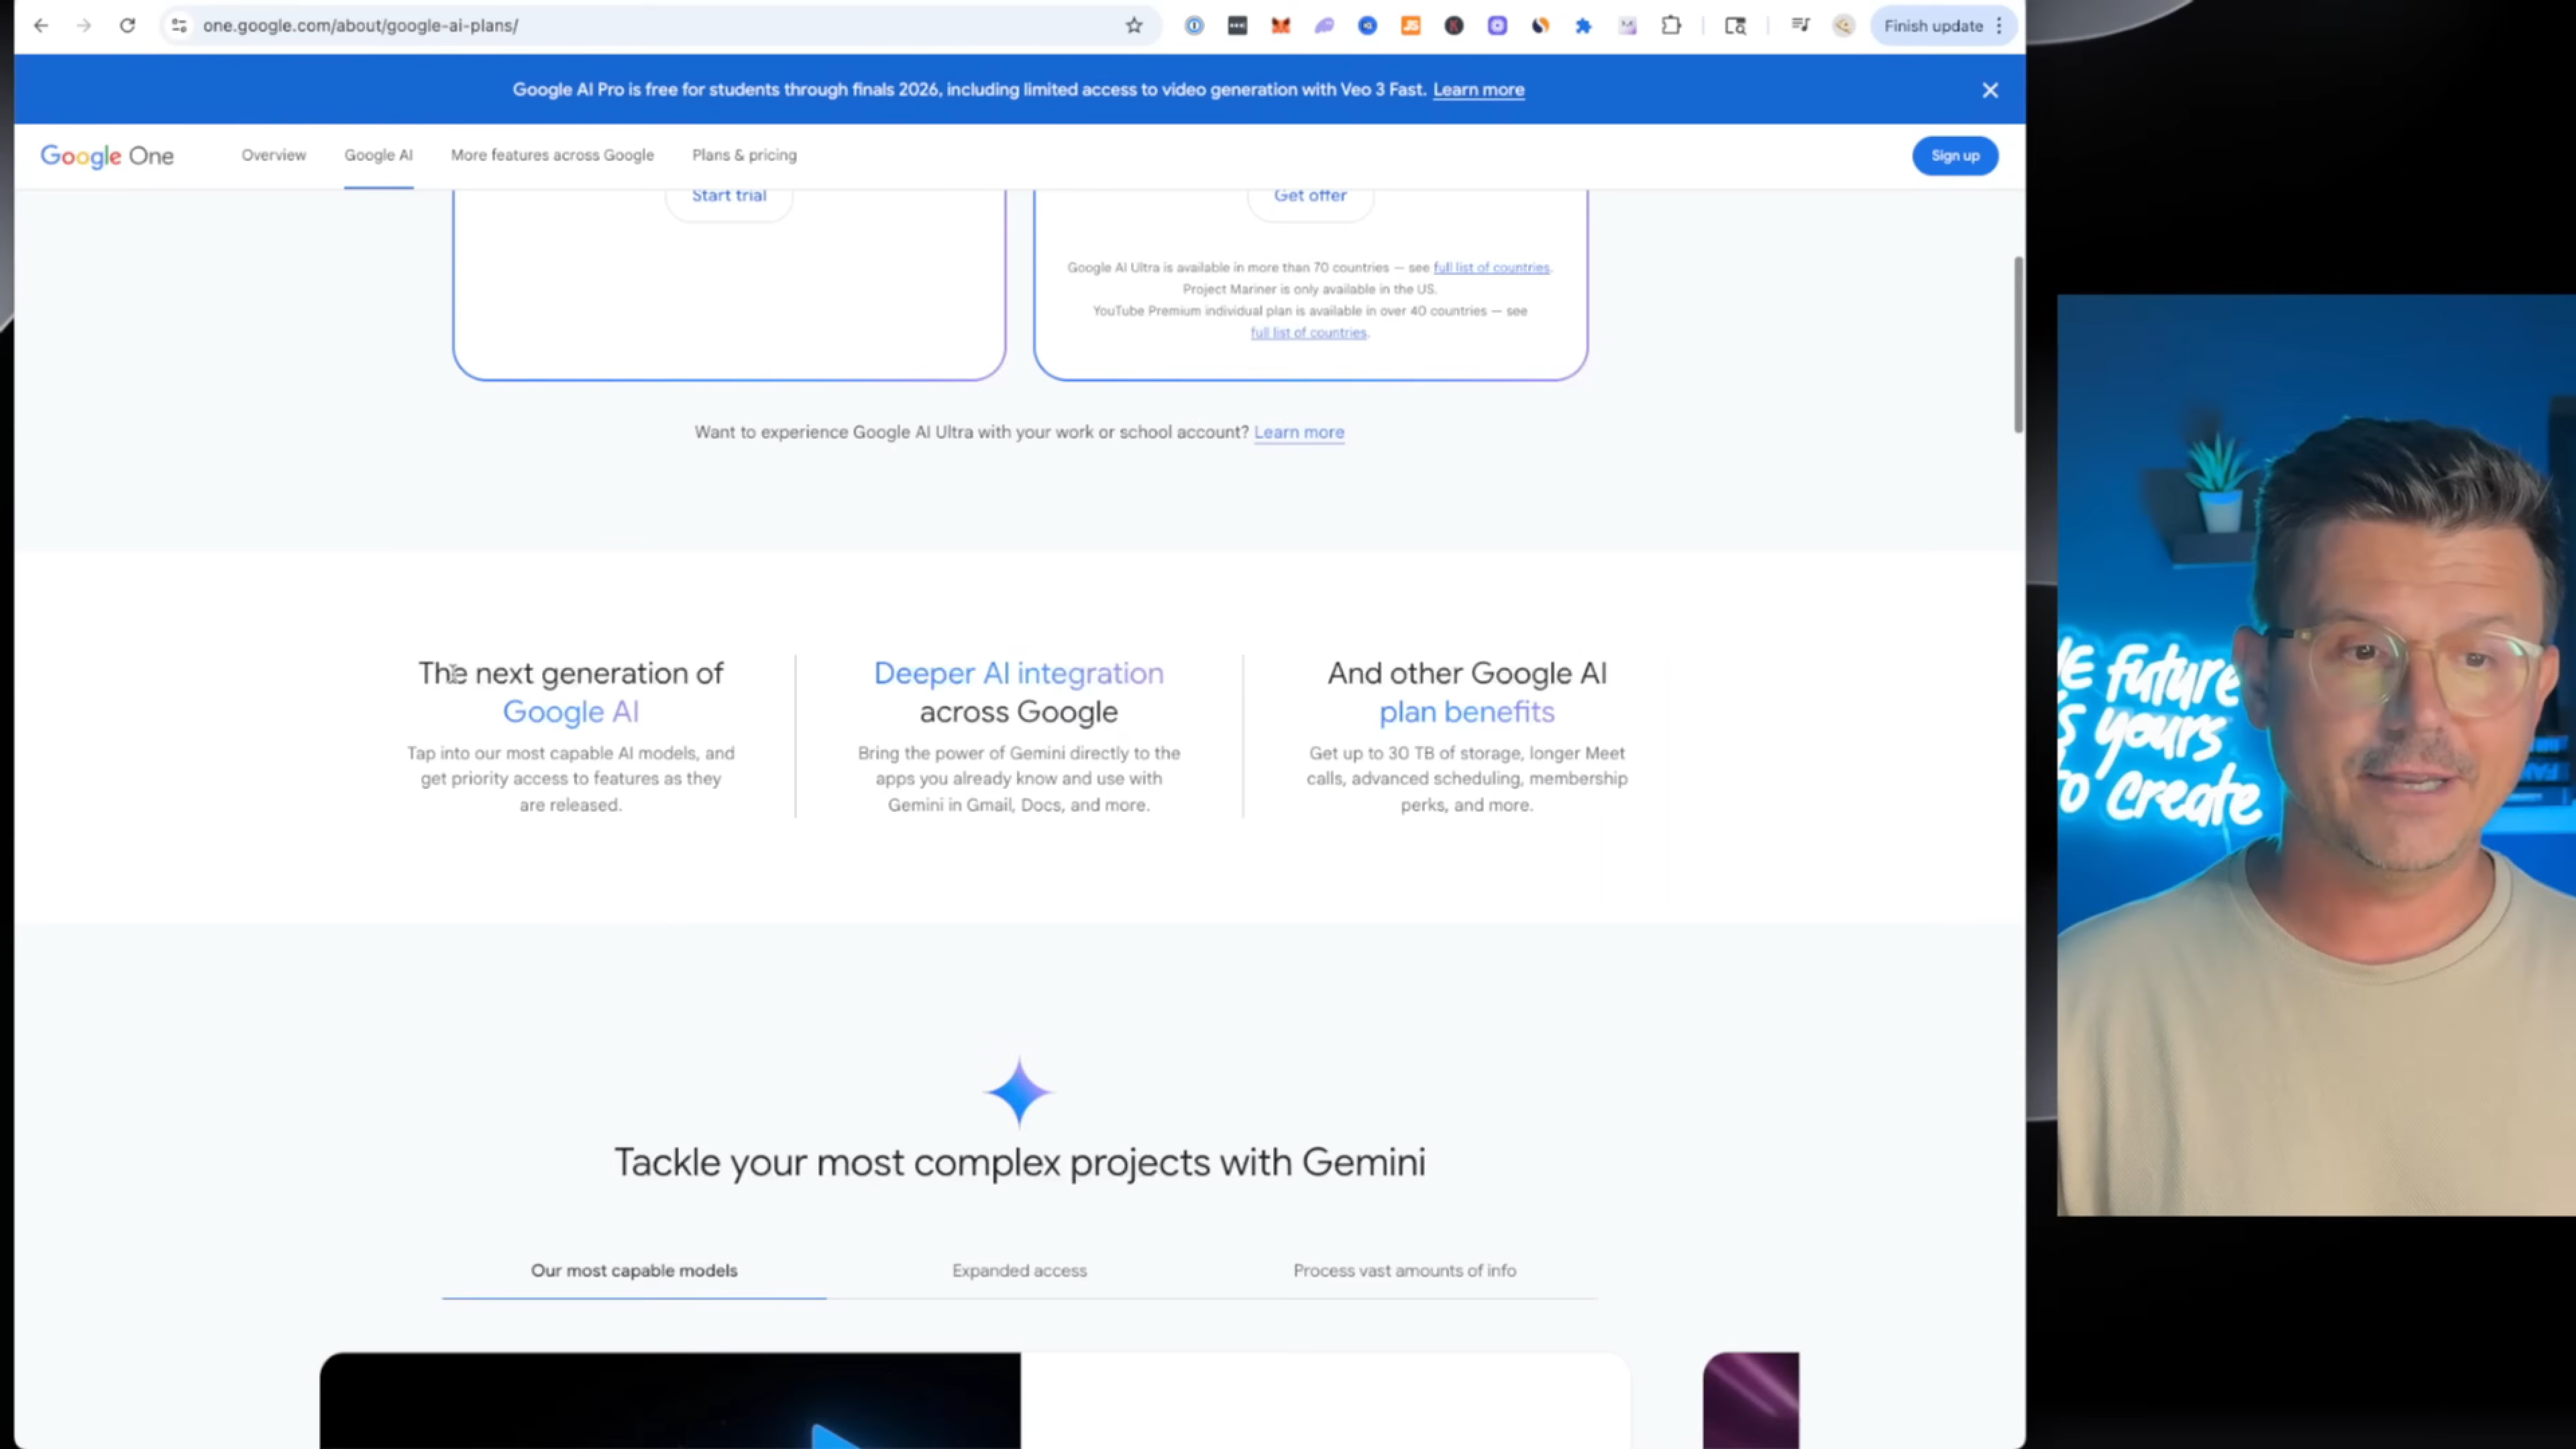 one.google.com/about/google-ai-plans/
Finish update
Google AI Pro is free for students through finals 2026, including limited access to video generation with Veo 3 Fast. Learn more
Google One
Overview
Google AI
More features across Google
Plans & pricing
Sign up
Start trial
Get offer
Google AI Ultra is available in more than 70 countries — see full list of countries.
Project Mariner is only available in the US.
YouTube Premium individual plan is available in over 40 countries — see
full list of countries.
Want to experience Google AI Ultra with your work or school account? Learn more
The next generation of
Google AI
Tap into our most capable AI models, and
get priority access to features as they
are released.
Deeper AI integration
across Google
Bring the power of Gemini directly to the
apps you already know and use with
Gemini in Gmail, Docs, and more.
And other Google AI
plan benefits
Get up to 30 TB of storage, longer Meet
calls, advanced scheduling, membership
perks, and more.
Tackle your most complex projects with Gemini
Our most capable models
Expanded access
Process vast amounts of info
future
yours
create